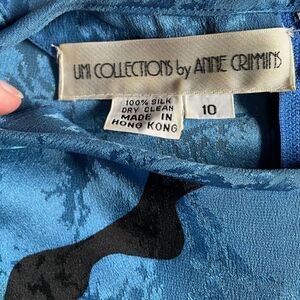 UMI COLLECTIONS by ANNE CRIMMINS
100% SILK
DRY CLEAN
MADE IN
HONG KONG
10